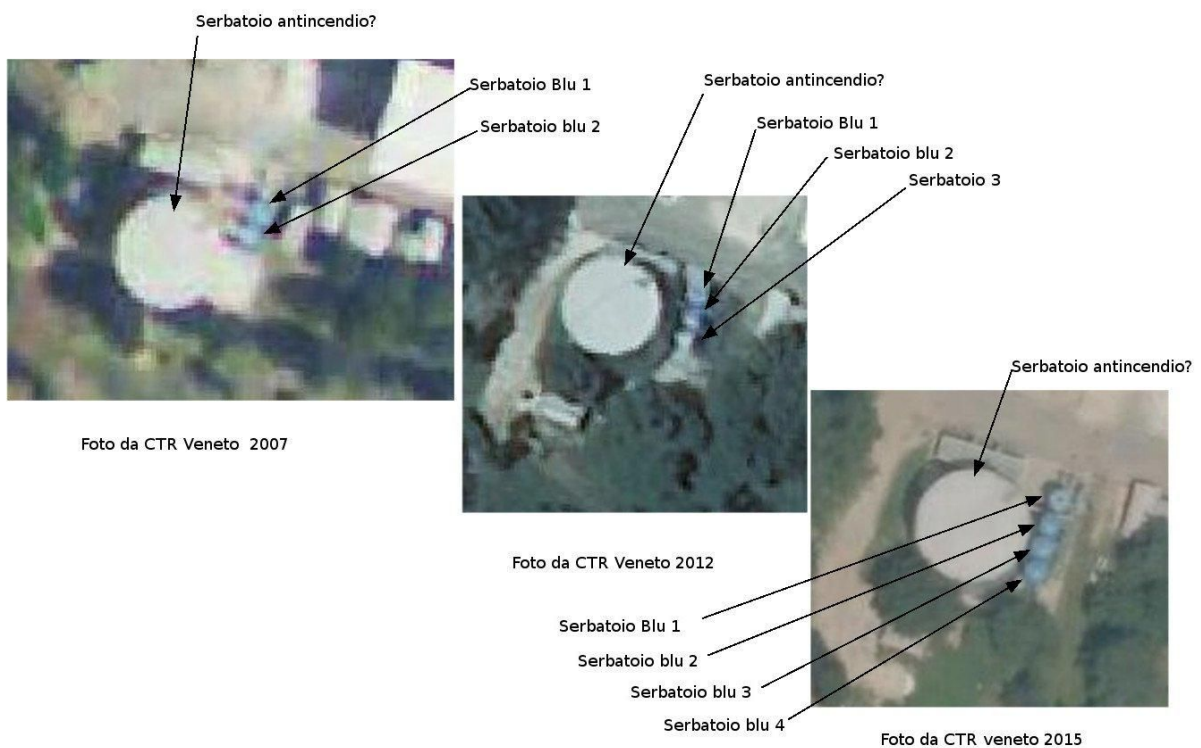 Serbatoio antincendio?
Serbatoio Blu 1
Serbatoio blu 2
Foto da CTR Veneto 2007
Serbatoio antincendio?
Serbatoio Blu 1
Serbatoio blu 2
Serbatoio 3
Foto da CTR Veneto 2012
Serbatoio antincendio?
Serbatoio Blu 1
Serbatoio blu 2
Serbatoio blu 3
Serbatoio blu 4
Foto da CTR veneto 2015